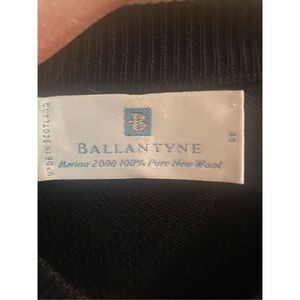 MADE IN SCOTLAND
B
BALLANTYNE
Merino 2000 100% Pure New Wool
40